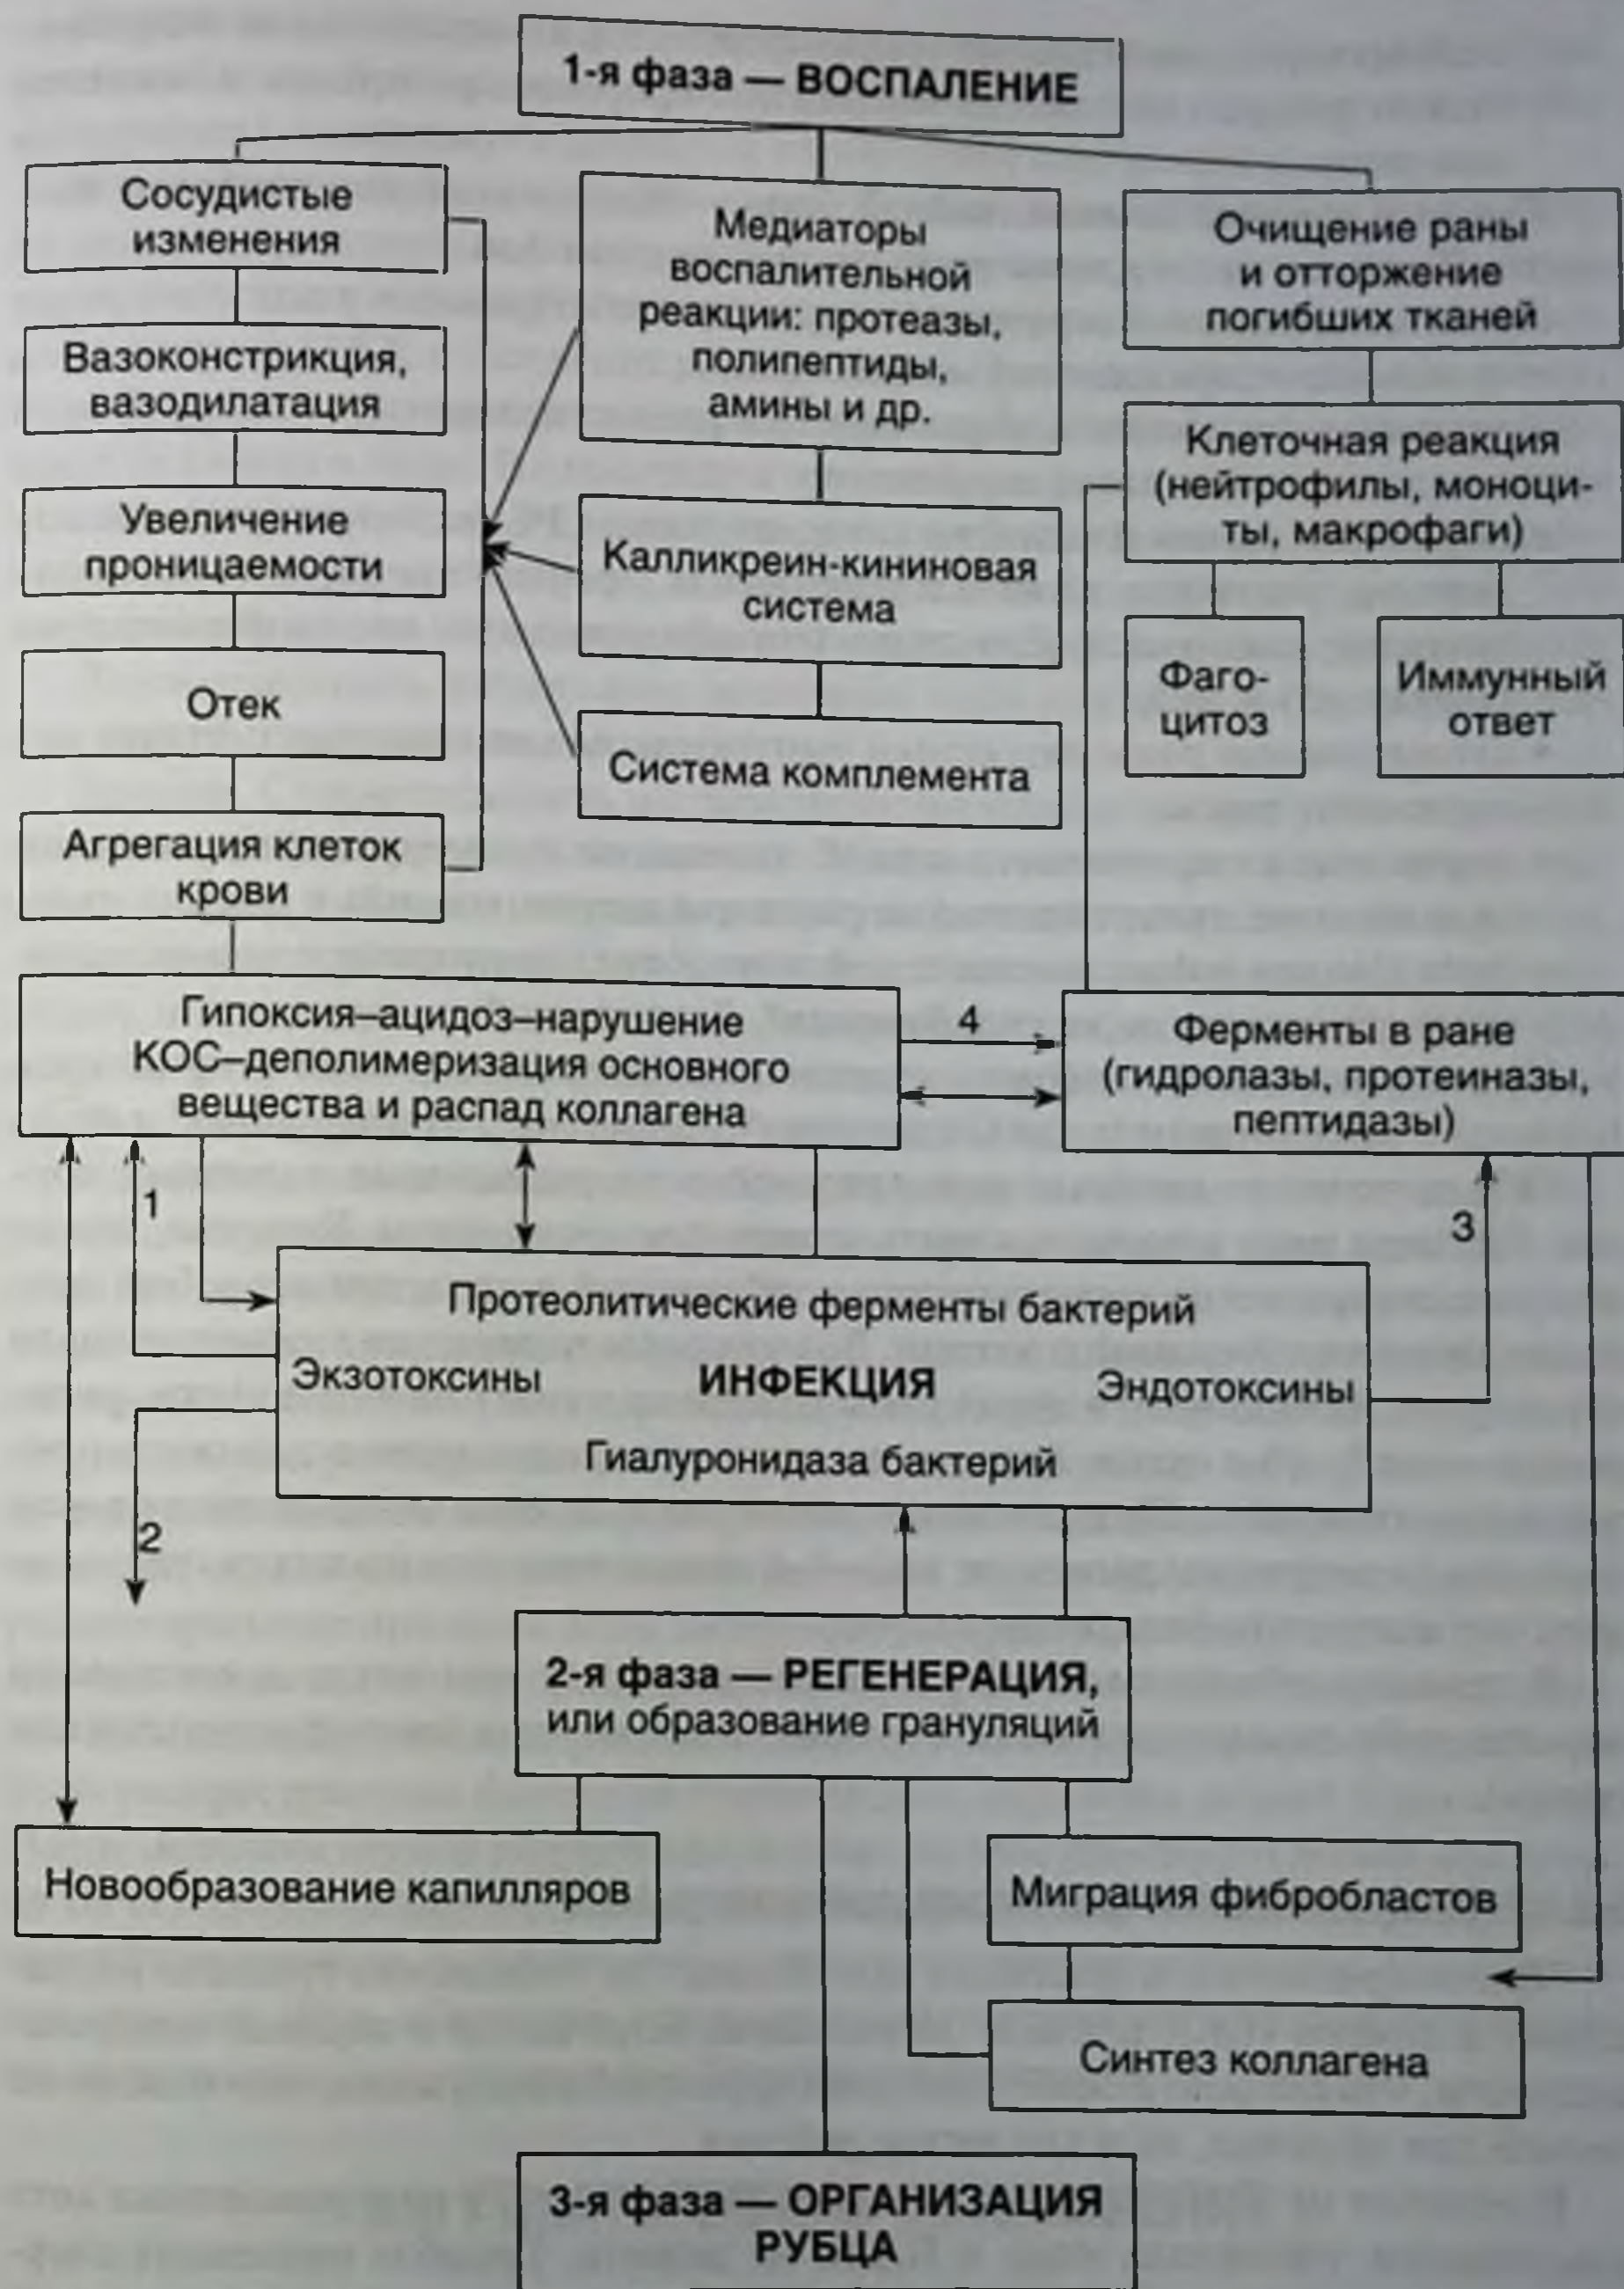 1-я фаза — ВОСПАЛЕНИЕ
Сосудистые
изменения
Вазоконстрикция,
вазодилатация
Увеличение
проницаемости
Отек
Агрегация клеток
крови
Медиаторы
воспалительной
реакции: протеазы,
полипептиды,
амины и др.
Калликреин-кининовая
система
Система комплемента
Очищение раны
и отторжение
погибших тканей
Клеточная реакция
(нейтрофилы, моноци-
ты, макрофаги)
Фаго-
цитоз
Иммунный
ответ
Гипоксия–ацидоз–нарушение
КОС–деполимеризация основного
вещества и распад коллагена
4
Ферменты в ране
(гидролазы, протеиназы,
пептидазы)
1
3
Протеолитические ферменты бактерий
Экзотоксины ИНФЕКЦИЯ Эндотоксины
Гиалуронидаза бактерий
2
2-я фаза — РЕГЕНЕРАЦИЯ,
или образование грануляций
Новообразование капилляров
Миграция фибробластов
Синтез коллагена
3-я фаза — ОРГАНИЗАЦИЯ
РУБЦА